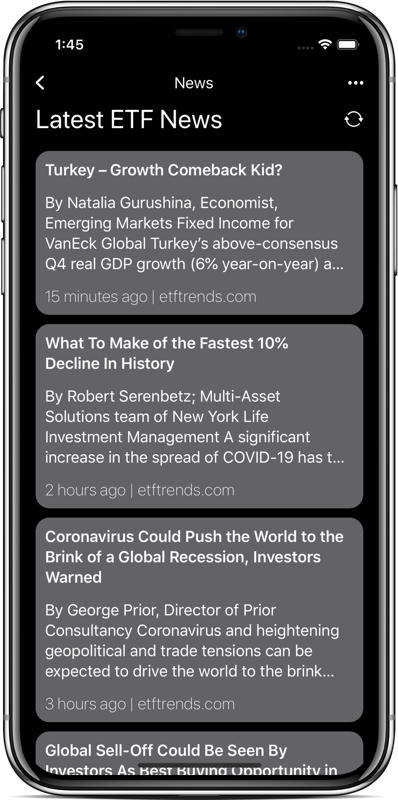 1:45
News
Latest ETF News
Turkey – Growth Comeback Kid?
By Natalia Gurushina, Economist,
Emerging Markets Fixed Income for
VanEck Global Turkey’s above-consensus
Q4 real GDP growth (6% year-on-year) a...
15 minutes ago | etftrends.com
What To Make of the Fastest 10%
Decline In History
By Robert Serenbetz; Multi-Asset
Solutions team of New York Life
Investment Management A significant
increase in the spread of COVID-19 has t...
2 hours ago | etftrends.com
Coronavirus Could Push the World to the
Brink of a Global Recession, Investors
Warned
By George Prior, Director of Prior
Consultancy Coronavirus and heightening
geopolitical and trade tensions can be
expected to drive the world to the brink...
3 hours ago | etftrends.com
Global Sell-Off Could Be Seen By
Investors As Best Buying Opportunity in